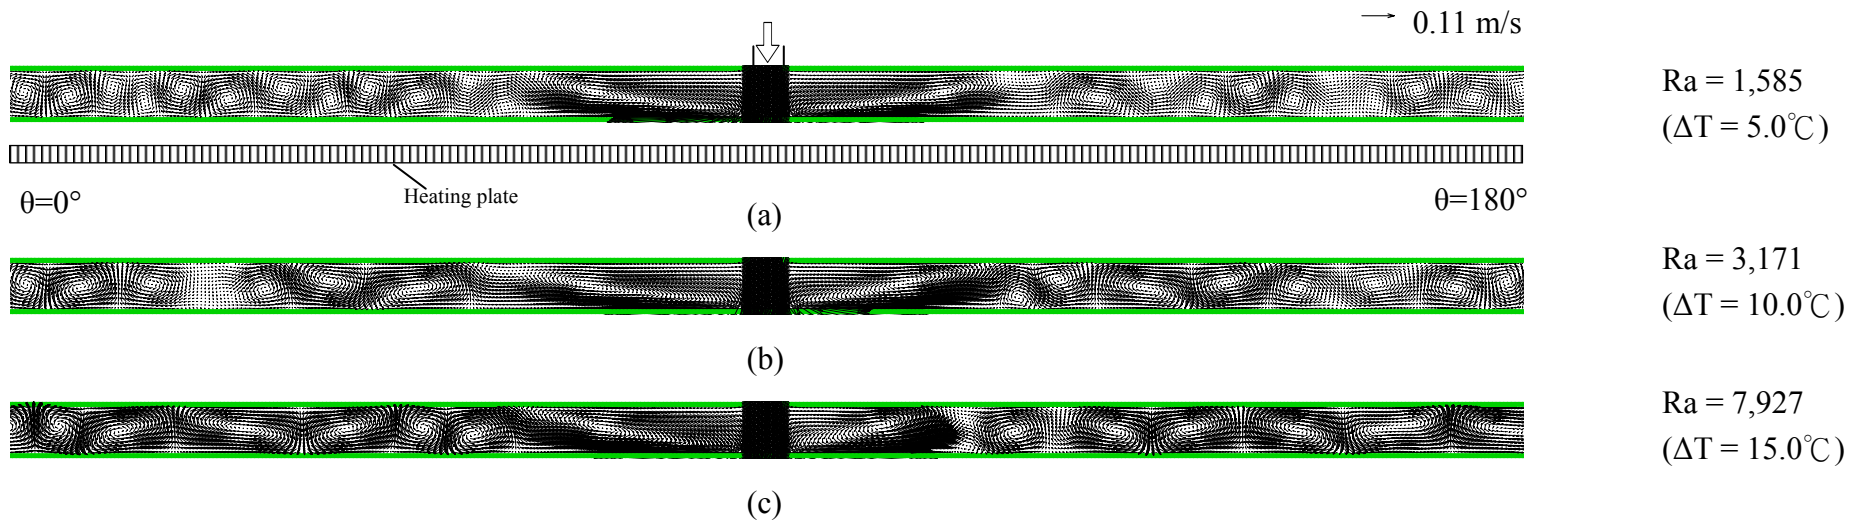 0.11 m/s
Ra = 1,585
(ΔT = 5.0℃)
Heating plate
θ=0°
θ=180°
(a)
Ra = 3,171
(ΔT = 10.0℃)
(b)
Ra = 7,927
(ΔT = 15.0℃)
(c)